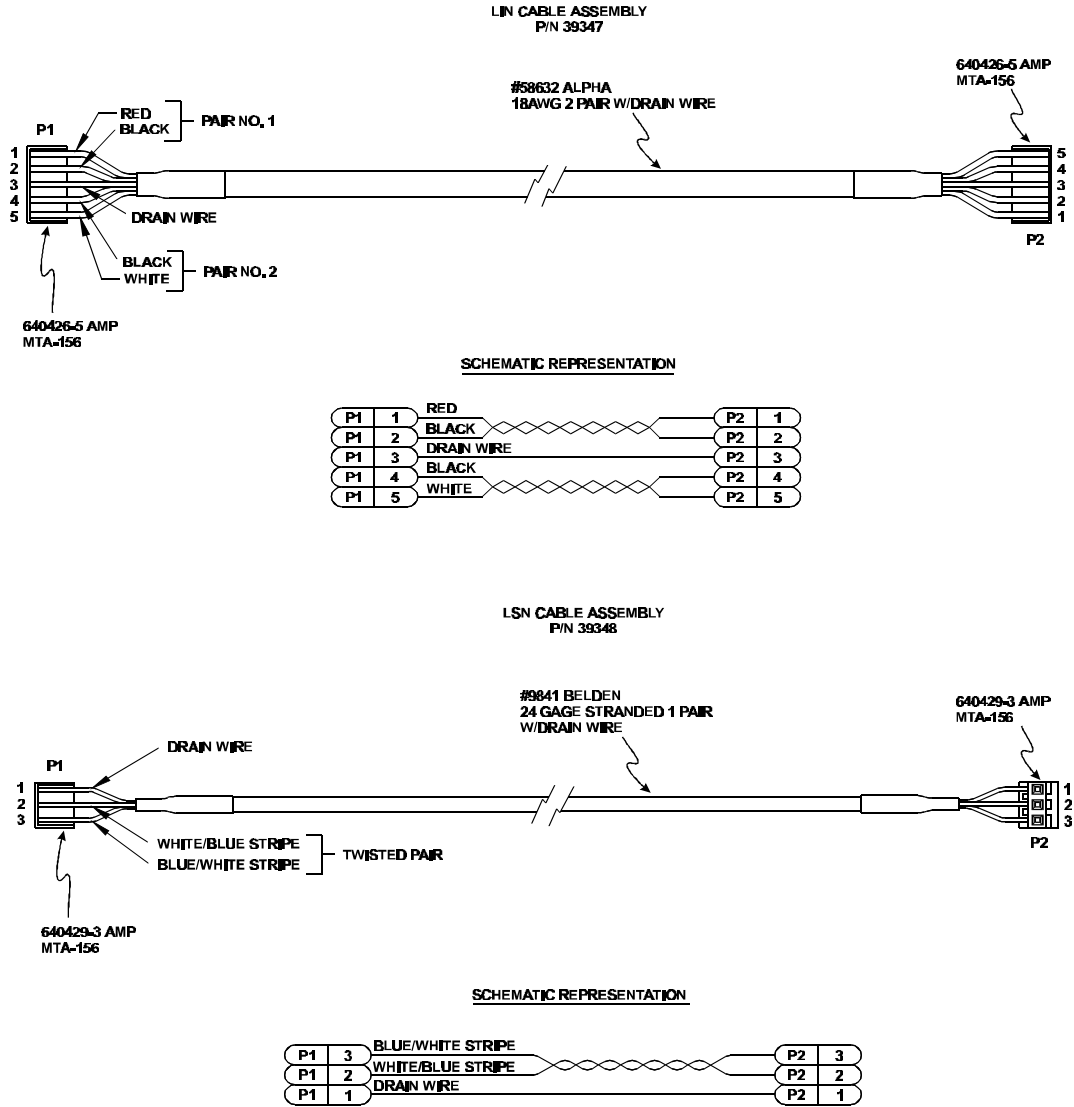 LIN CABLE ASSEMBLY
P/N 39347
640426-5 AMP
MTA-156
#58632 ALPHA
18AWG 2 PAIR W/DRAIN WIRE
RED
BLACK
PAIR NO. 1
P1
1
2
3
4
5
DRAIN WIRE
BLACK
WHITE
PAIR NO. 2
5
4
3
2
1
P2
640426-5 AMP
MTA-156
SCHEMATIC REPRESENTATION
P1 1 RED P2 1
P1 2 BLACK P2 2
P1 3 DRAIN WIRE P2 3
P1 4 BLACK P2 4
P1 5 WHITE P2 5
LSN CABLE ASSEMBLY
P/N 39348
#9841 BELDEN
24 GAGE STRANDED 1 PAIR
W/DRAIN WIRE
640429-3 AMP
MTA-156
DRAIN WIRE
P1
1
2
3
WHITE/BLUE STRIPE
BLUE/WHITE STRIPE
TWISTED PAIR
1
2
3
P2
640429-3 AMP
MTA-156
SCHEMATIC REPRESENTATION
P1 3 BLUE/WHITE STRIPE P2 3
P1 2 WHITE/BLUE STRIPE P2 2
P1 1 DRAIN WIRE P2 1